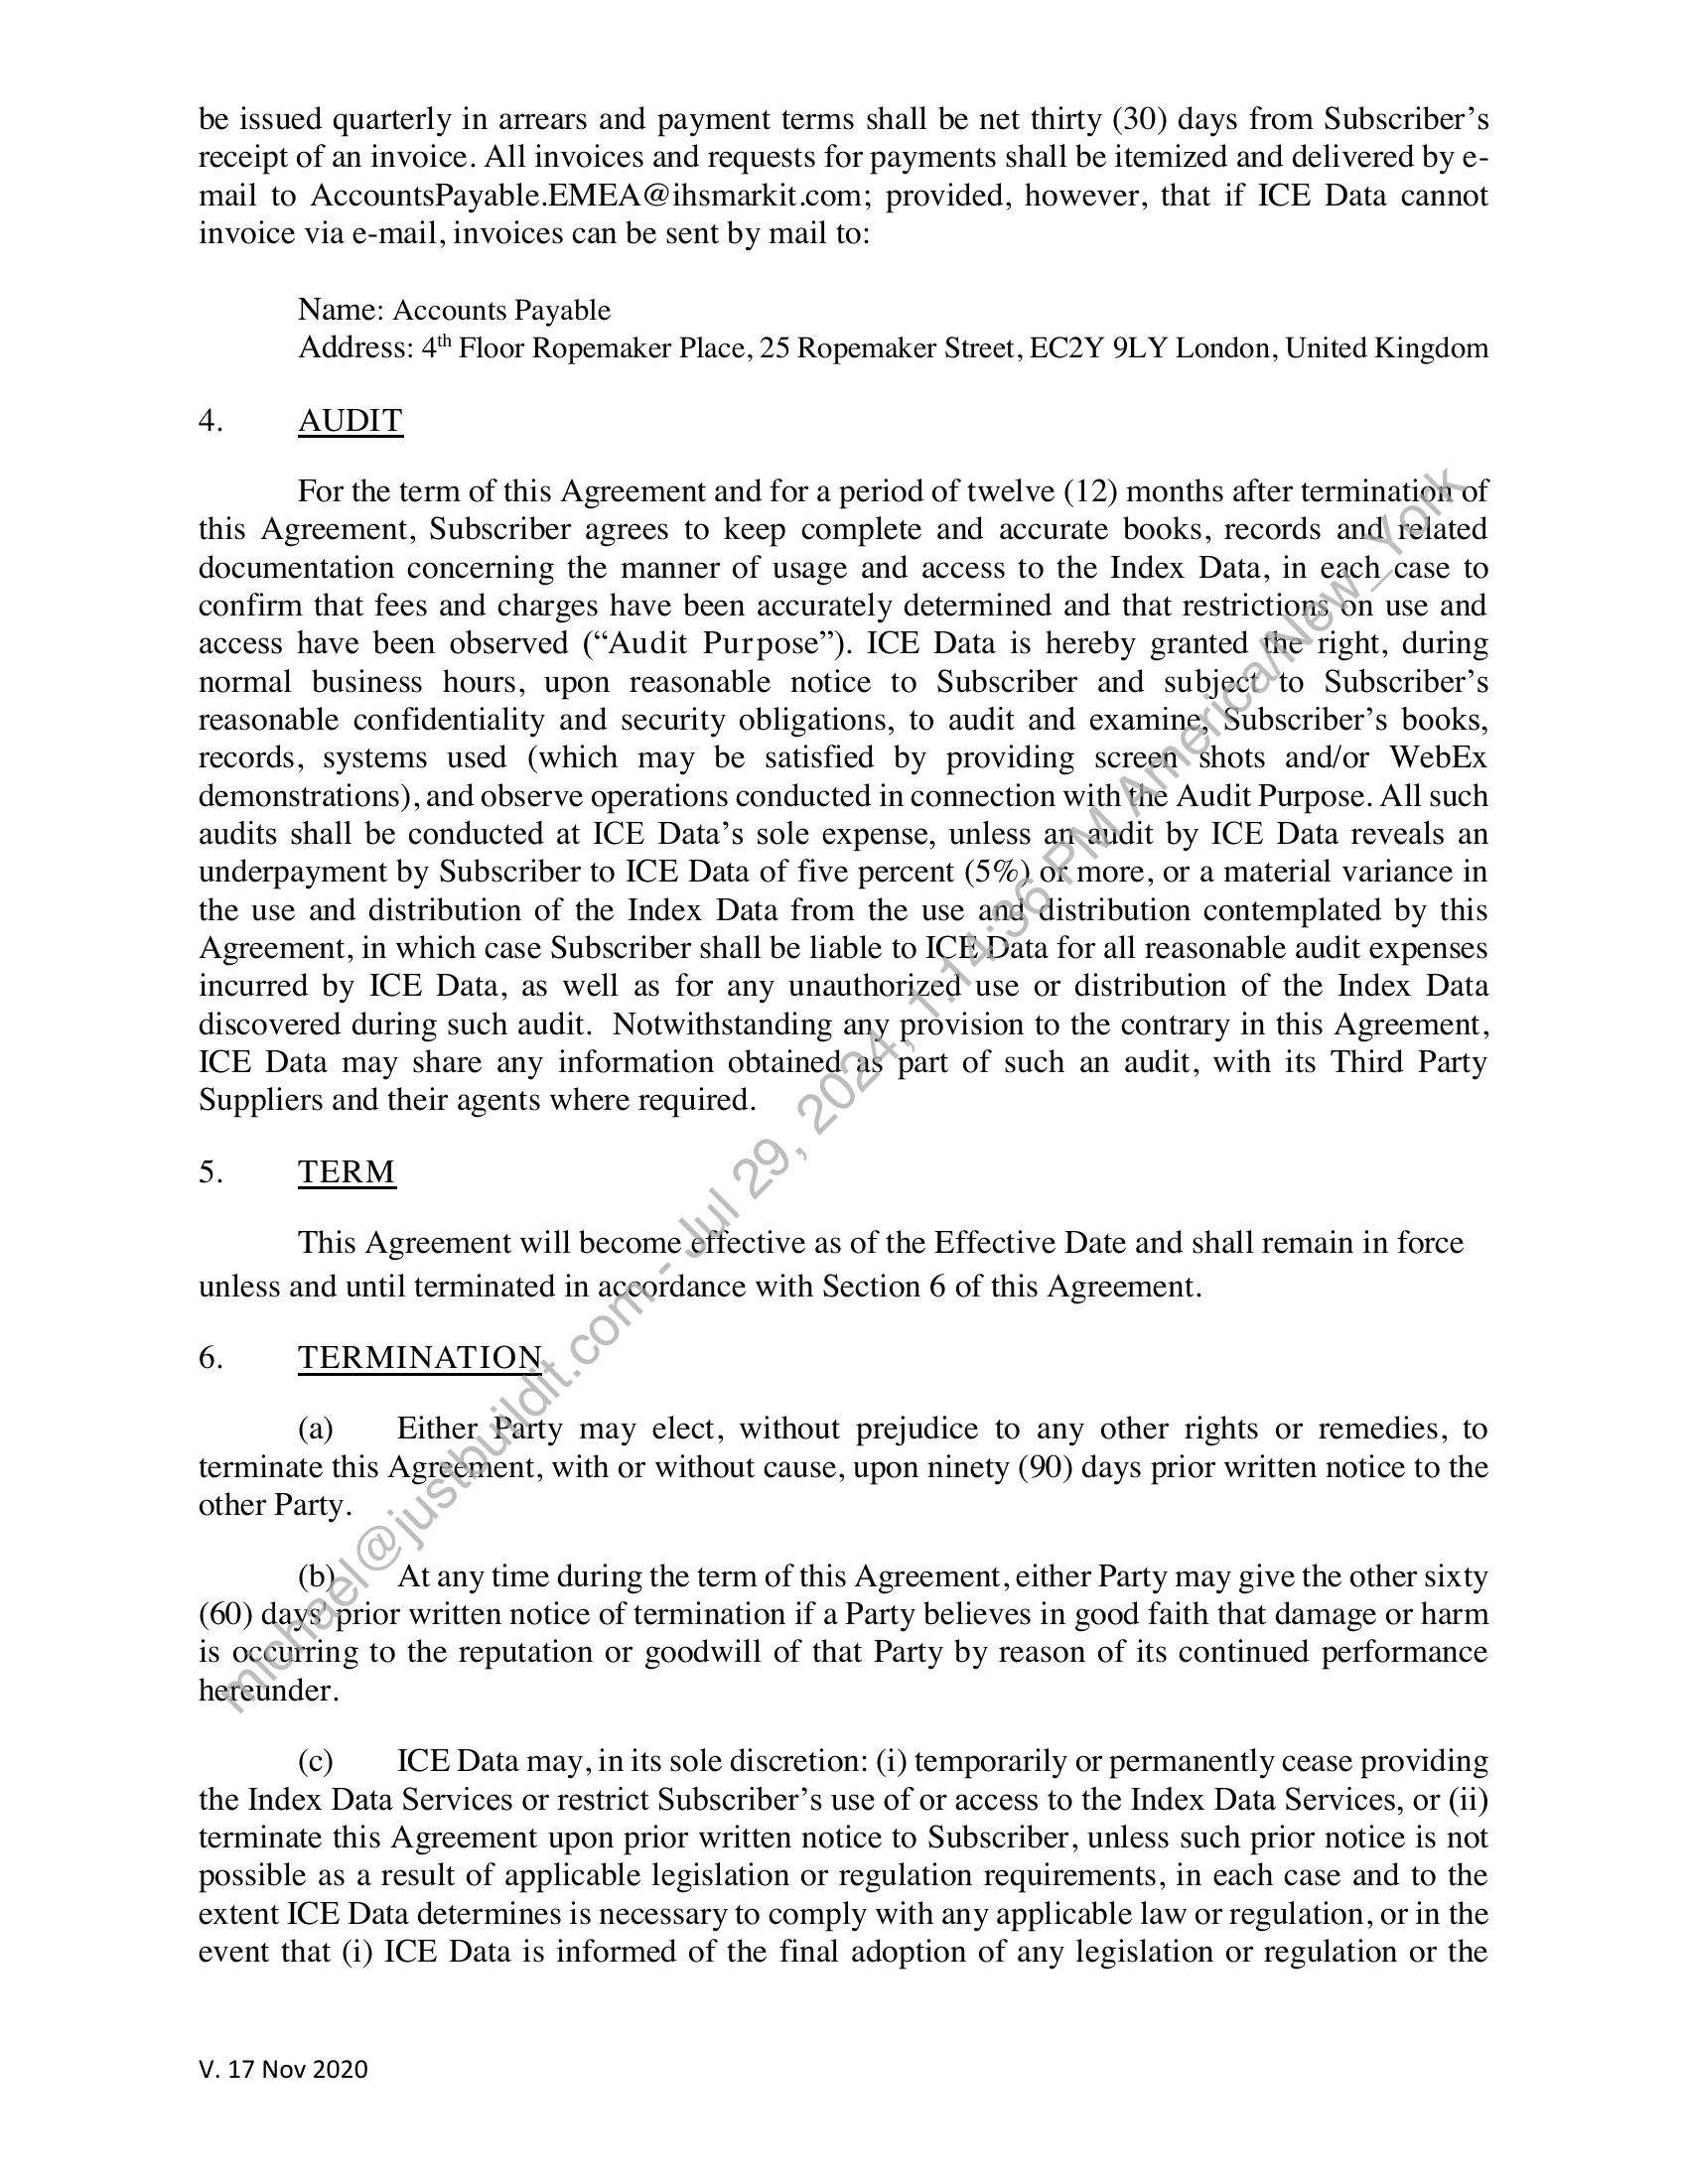 be issued quarterly in arrears and payment terms shall be net thirty (30) days from Subscriber’s
receipt of an invoice. All invoices and requests for payments shall be itemized and delivered by e-
mail to AccountsPayable.EMEA@ihsmarkit.com; provided, however, that if ICE Data cannot
invoice via e-mail, invoices can be sent by mail to:
Name: Accounts Payable
Address: 4th Floor Ropemaker Place, 25 Ropemaker Street, EC2Y 9LY London, United Kingdom
4. AUDIT
For the term of this Agreement and for a period of twelve (12) months after termination of
this Agreement, Subscriber agrees to keep complete and accurate books, records and related
documentation concerning the manner of usage and access to the Index Data, in each case to
confirm that fees and charges have been accurately determined and that restrictions on use and
access have been observed (“Audit Purpose”). ICE Data is hereby granted the right, during
normal business hours, upon reasonable notice to Subscriber and subject to Subscriber’s
reasonable confidentiality and security obligations, to audit and examine, Subscriber’s books,
records, systems used (which may be satisfied by providing screen shots and/or WebEx
demonstrations), and observe operations conducted in connection with the Audit Purpose. All such
audits shall be conducted at ICE Data’s sole expense, unless an audit by ICE Data reveals an
underpayment by Subscriber to ICE Data of five percent (5%) or more, or a material variance in
the use and distribution of the Index Data from the use and distribution contemplated by this
Agreement, in which case Subscriber shall be liable to ICE Data for all reasonable audit expenses
incurred by ICE Data, as well as for any unauthorized use or distribution of the Index Data
discovered during such audit. Notwithstanding any provision to the contrary in this Agreement,
ICE Data may share any information obtained as part of such an audit, with its Third Party
Suppliers and their agents where required.
5. TERM
This Agreement will become effective as of the Effective Date and shall remain in force
unless and until terminated in accordance with Section 6 of this Agreement.
6. TERMINATION
(a) Either Party may elect, without prejudice to any other rights or remedies, to
terminate this Agreement, with or without cause, upon ninety (90) days prior written notice to the
other Party.
(b) At any time during the term of this Agreement, either Party may give the other sixty
(60) days' prior written notice of termination if a Party believes in good faith that damage or harm
is occurring to the reputation or goodwill of that Party by reason of its continued performance
hereunder.
(c) ICE Data may, in its sole discretion: (i) temporarily or permanently cease providing
the Index Data Services or restrict Subscriber’s use of or access to the Index Data Services, or (ii)
terminate this Agreement upon prior written notice to Subscriber, unless such prior notice is not
possible as a result of applicable legislation or regulation requirements, in each case and to the
extent ICE Data determines is necessary to comply with any applicable law or regulation, or in the
event that (i) ICE Data is informed of the final adoption of any legislation or regulation or the
V. 17 Nov 2020
michael@justbuildit.com - Jul 29, 2024, 1:14:36 PM America/New_York